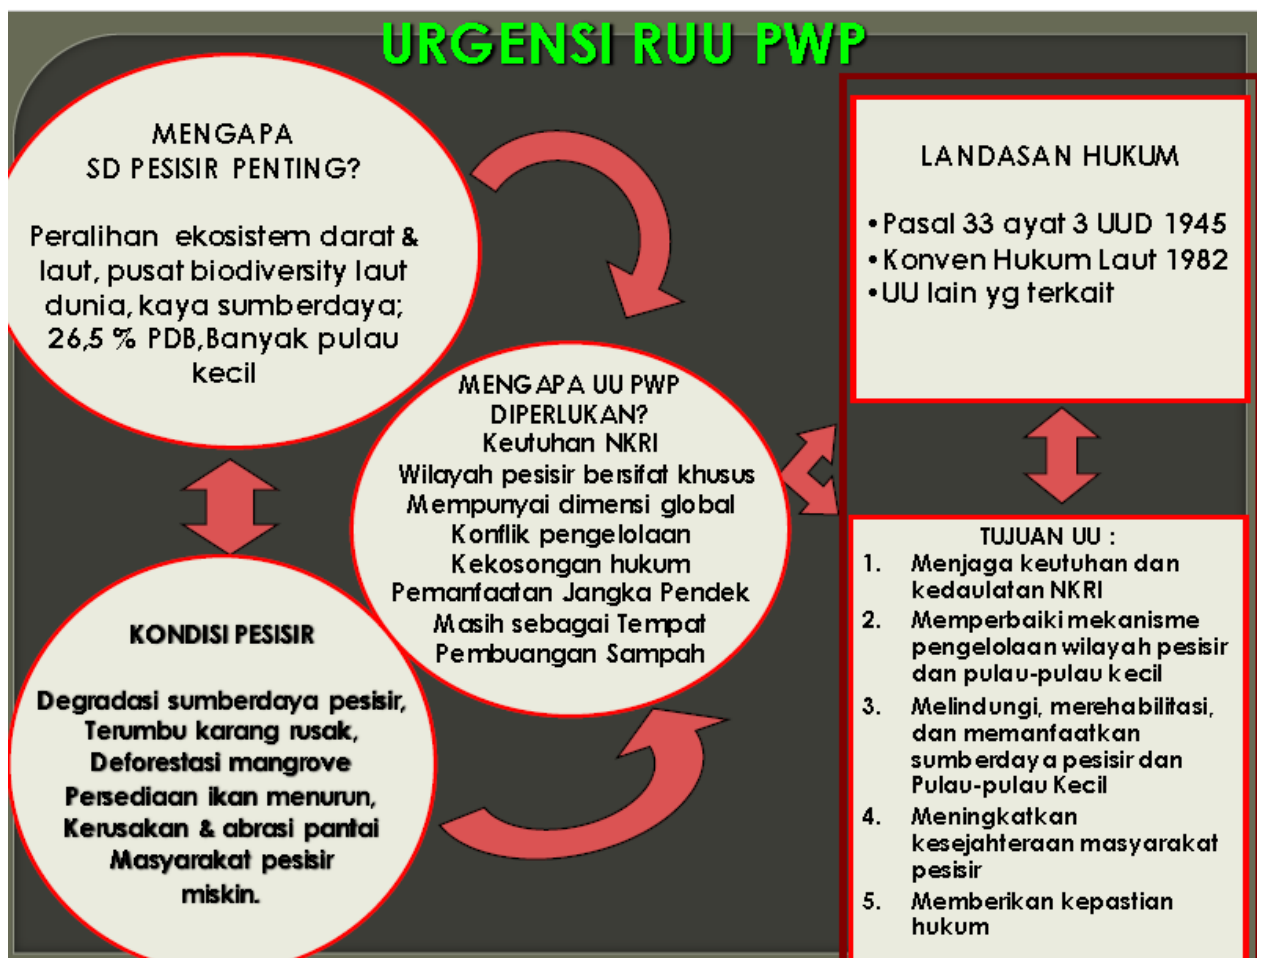 URGENSI RUU PWP
MENGAPA
SD PESISIR PENTING?
Peralihan ekosistem darat &
laut, pusat biodiversity laut
dunia, kaya sumberdaya;
26,5 % PDB,Banyak pulau
kecil
KONDISI PESISIR
Degradasi sumberdaya pesisir,
Terumbu karang rusak,
Deforestasi mangrove
Persediaan ikan menurun,
Kerusakan & abrasi pantai
Masyarakat pesisir
miskin.
MENGAPA UU PWP
DIPERLUKAN?
Keutuhan NKRI
Wilayah pesisir bersifat khusus
Mempunyai dimensi global
Konflik pengelolaan
Kekosongan hukum
Pemanfaatan Jangka Pendek
Masih sebagai Tempat
Pembuangan Sampah
LANDASAN HUKUM
•Pasal 33 ayat 3 UUD 1945
•Konven Hukum Laut 1982
•UU lain yg terkait
TUJUAN UU :
1. Menjaga keutuhan dan
kedaulatan NKRI
2. Memperbaiki mekanisme
pengelolaan wilayah pesisir
dan pulau-pulau kecil
3. Melindungi, merehabilitasi,
dan memanfaatkan
sumberdaya pesisir dan
Pulau-pulau Kecil
4. Meningkatkan
kesejahteraan masyarakat
pesisir
5. Memberikan kepastian
hukum